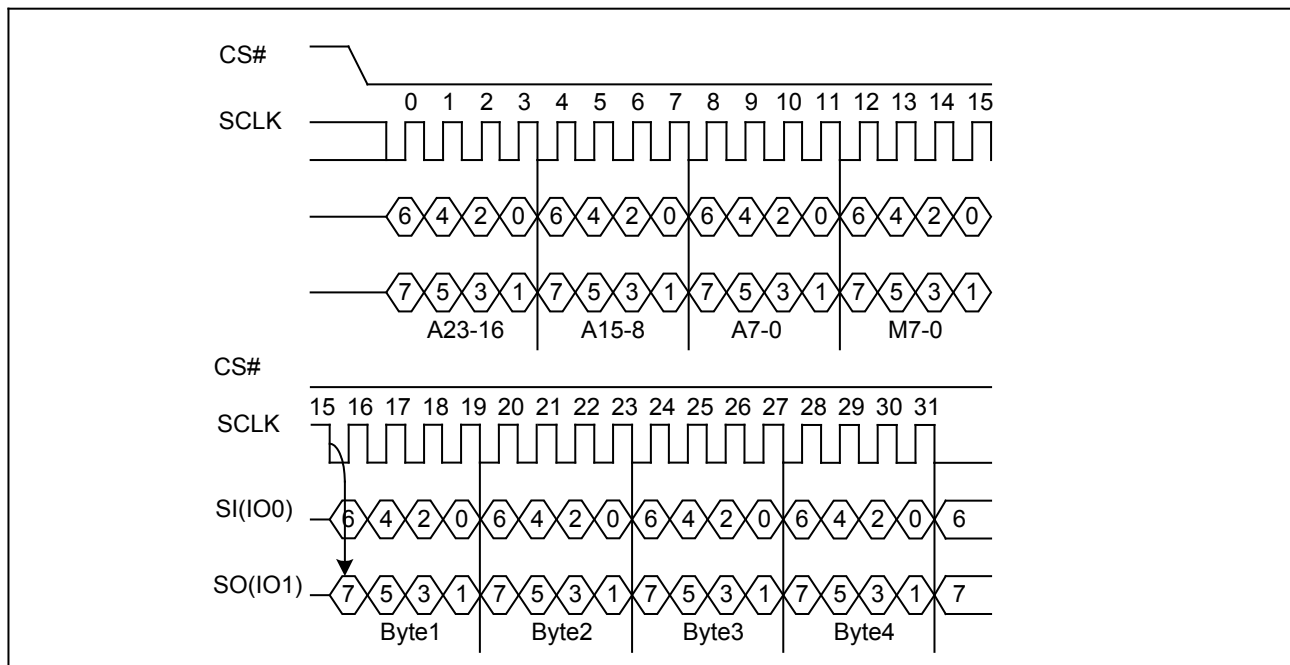 CS#
0 1 2 3 4 5 6 7 8 9 10 11 12 13 14 15
SCLK
6 4 2 0 6 4 2 0 6 4 2 0 6 4 2 0
7 5 3 1 7 5 3 1 7 5 3 1 7 5 3 1
A23-16 A15-8 A7-0 M7-0
CS#
15 16 17 18 19 20 21 22 23 24 25 26 27 28 29 30 31
SCLK
SI(IO0) 6 4 2 0 6 4 2 0 6 4 2 0 6 4 2 0 6
SO(IO1) 7 5 3 1 7 5 3 1 7 5 3 1 7 5 3 1 7
Byte1 Byte2 Byte3 Byte4